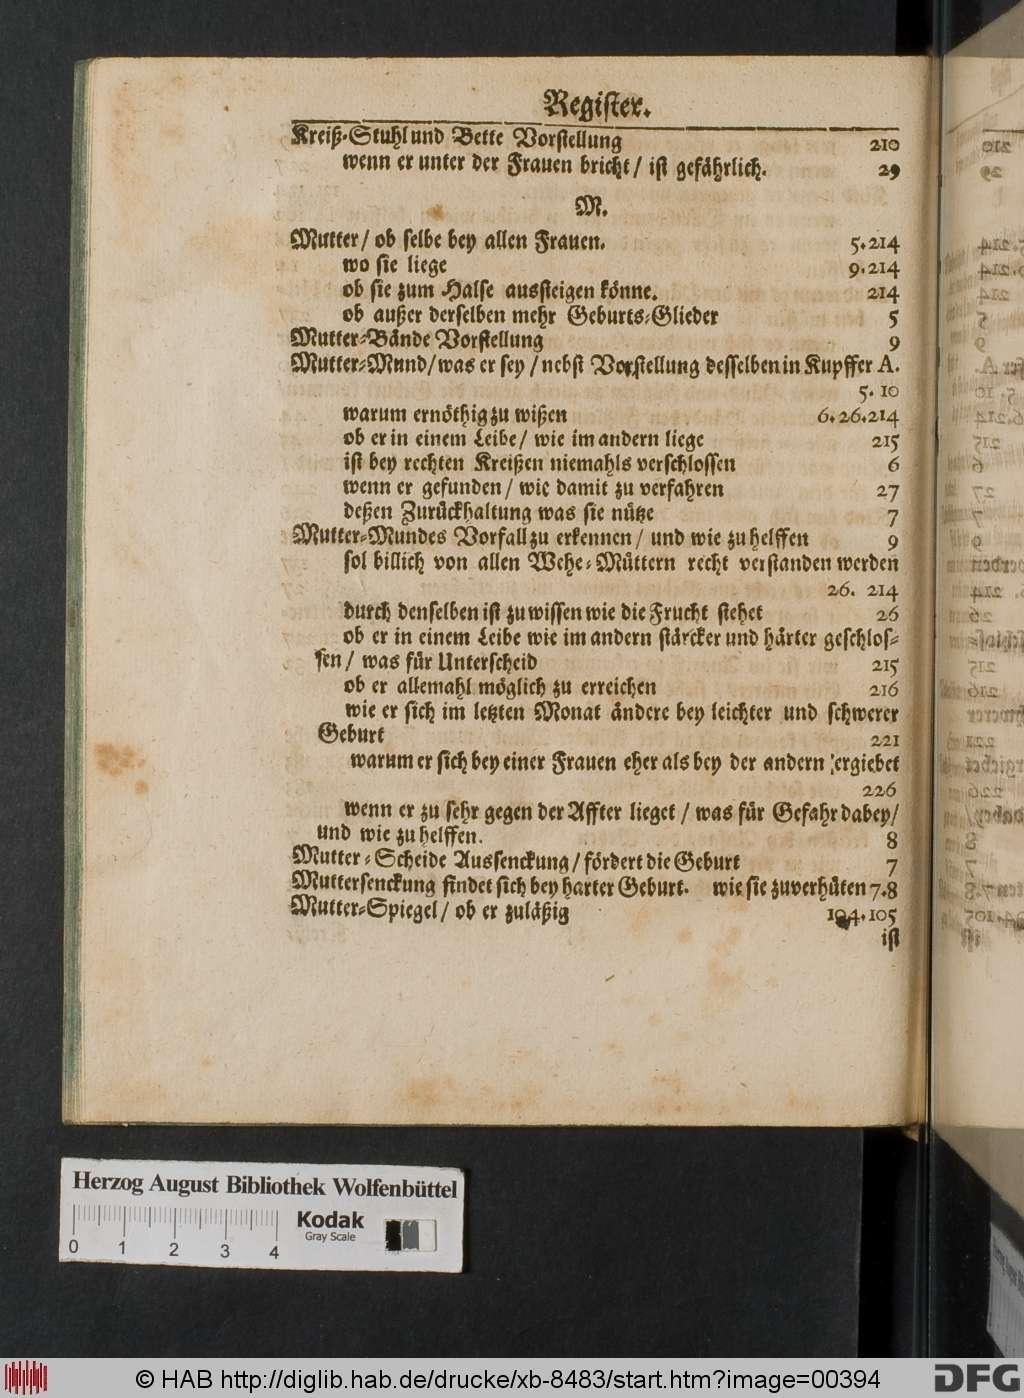 Register.
Kreiß-Stuhl und Bette Vorstellung 210
wenn er unter der Frauen bricht / ist gefährlich. 29
M.
Mutter / ob selbe bey allen Frauen. 5.214
wo sie liege 9.214
ob sie zum Halse aussteigen könne. 214
ob außer derselben mehr Geburts-Glieder 5
Mutter-Bände Vorstellung 9
Mutter-Mund / was er sey / nebst Vorstellung desselben in Kupffer A.
5. 10
warum er nöthig zu wißen 6.26.214
ob er in einem Leibe / wie im andern liege 215
ist bey rechten Kreißen niemahls verschlossen 6
wenn er gefunden / wie damit zu verfahren 27
deßen Zurückhaltung was sie nütze 7
Mutter-Mundes Vorfall zu erkennen / und wie zu helffen 9
sol billich von allen Wehe-Müttern recht verstanden werden
26. 214
durch denselben ist zu wissen wie die Frucht stehet 26
ob er in einem Leibe wie im andern stärcker und härter geschlos-
sen / was für Unterscheid 215
ob er allemahl möglich zu erreichen 216
wie er sich im letzten Monat ändere bey leichter und schwerer
Geburt 221
warum er sich bey einer Frauen eher als bey der andern ergiebet
226
wenn er zu sehr gegen der Affter lieget / was für Gefahr dabey /
und wie zu helffen. 8
Mutter-Scheide Aussenckung / fördert die Geburt 7
Muttersenckung findet sich bey harter Geburt. wie sie zuverhüten 7.8
Mutter-Spiegel / ob er zuläßig 104.105
ist
Herzog August Bibliothek Wolfenbüttel
Kodak
Gray Scale
0 1 2 3 4
© HAB http://diglib.hab.de/drucke/xb-8483/start.htm?image=00394
DFG